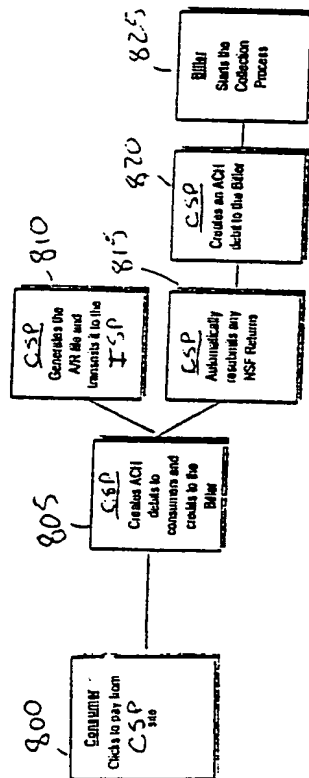 800
Consumer
Clicks to pay from
CSP
site
805
CSP
Creates ACH
debits to
consumers and
credits to the
Biller
810
CSP
Generates the
A/R file and
transmits it to the
ISP
815
CSP
Automatically
resubmits any
NSF Returns
820
CSP
Creates an ACH
debit to the Biller
825
Biller
Starts the
Collection
Process